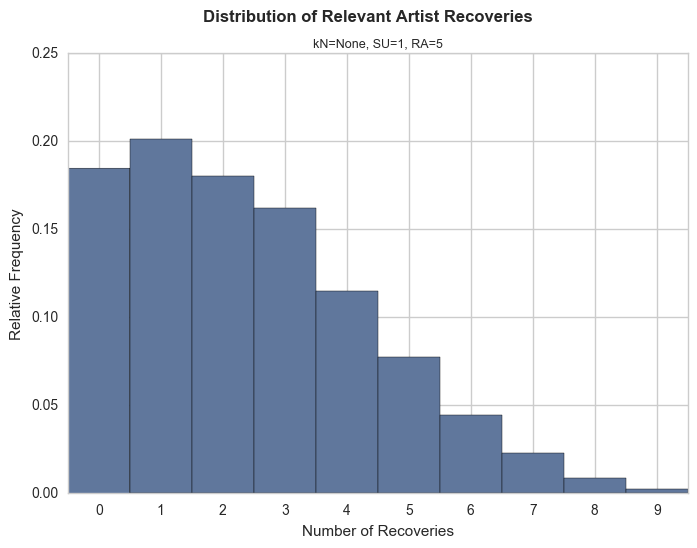 Distribution of Relevant Artist Recoveries
kN=None, SU=1, RA=5
0.25
0.20
0.15
0.10
0.05
0.00
Relative Frequency
0 1 2 3 4 5 6 7 8 9
Number of Recoveries